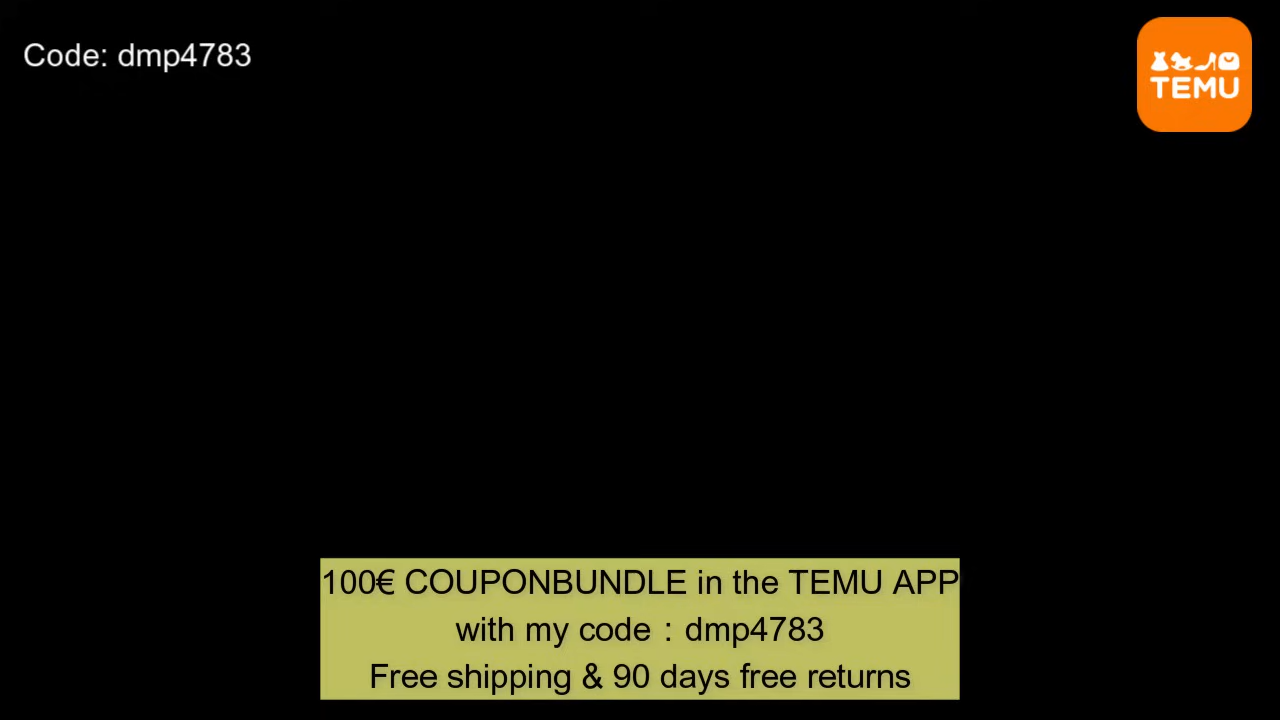 Code: dmp4783
TEMU
100€ COUPONBUNDLE in the TEMU APP
with my code : dmp4783
Free shipping & 90 days free returns